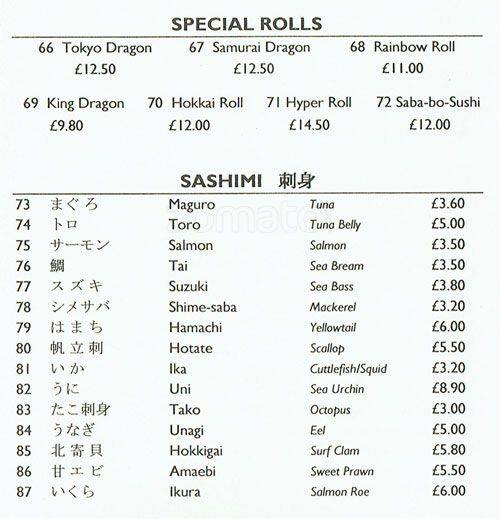 SPECIAL ROLLS
66 Tokyo Dragon 67 Samurai Dragon 68 Rainbow Roll
£12.50 £12.50 £11.00
69 King Dragon 70 Hokkai Roll 71 Hyper Roll 72 Saba-bo-Sushi
£9.80 £12.00 £14.50 £12.00
SASHIMI 刺身
73 まぐろ Maguro Tuna £3.60
74 トロ Toro Tuna Belly £5.00
75 サーモン Salmon Salmon £3.50
76 鯛 Tai Sea Bream £3.50
77 スズキ Suzuki Sea Bass £3.80
78 シメサバ Shime-saba Mackerel £3.20
79 はまち Hamachi Yellowtail £6.00
80 帆立刺 Hotate Scallop £5.50
81 いか Ika Cuttlefish/Squid £3.20
82 うに Uni Sea Urchin £8.90
83 たこ刺身 Tako Octopus £3.00
84 うなぎ Unagi Eel £5.00
85 北寄貝 Hokkigai Surf Clam £5.80
86 甘エビ Amaebi Sweet Prawn £5.50
87 いくら Ikura Salmon Roe £6.00
zomato